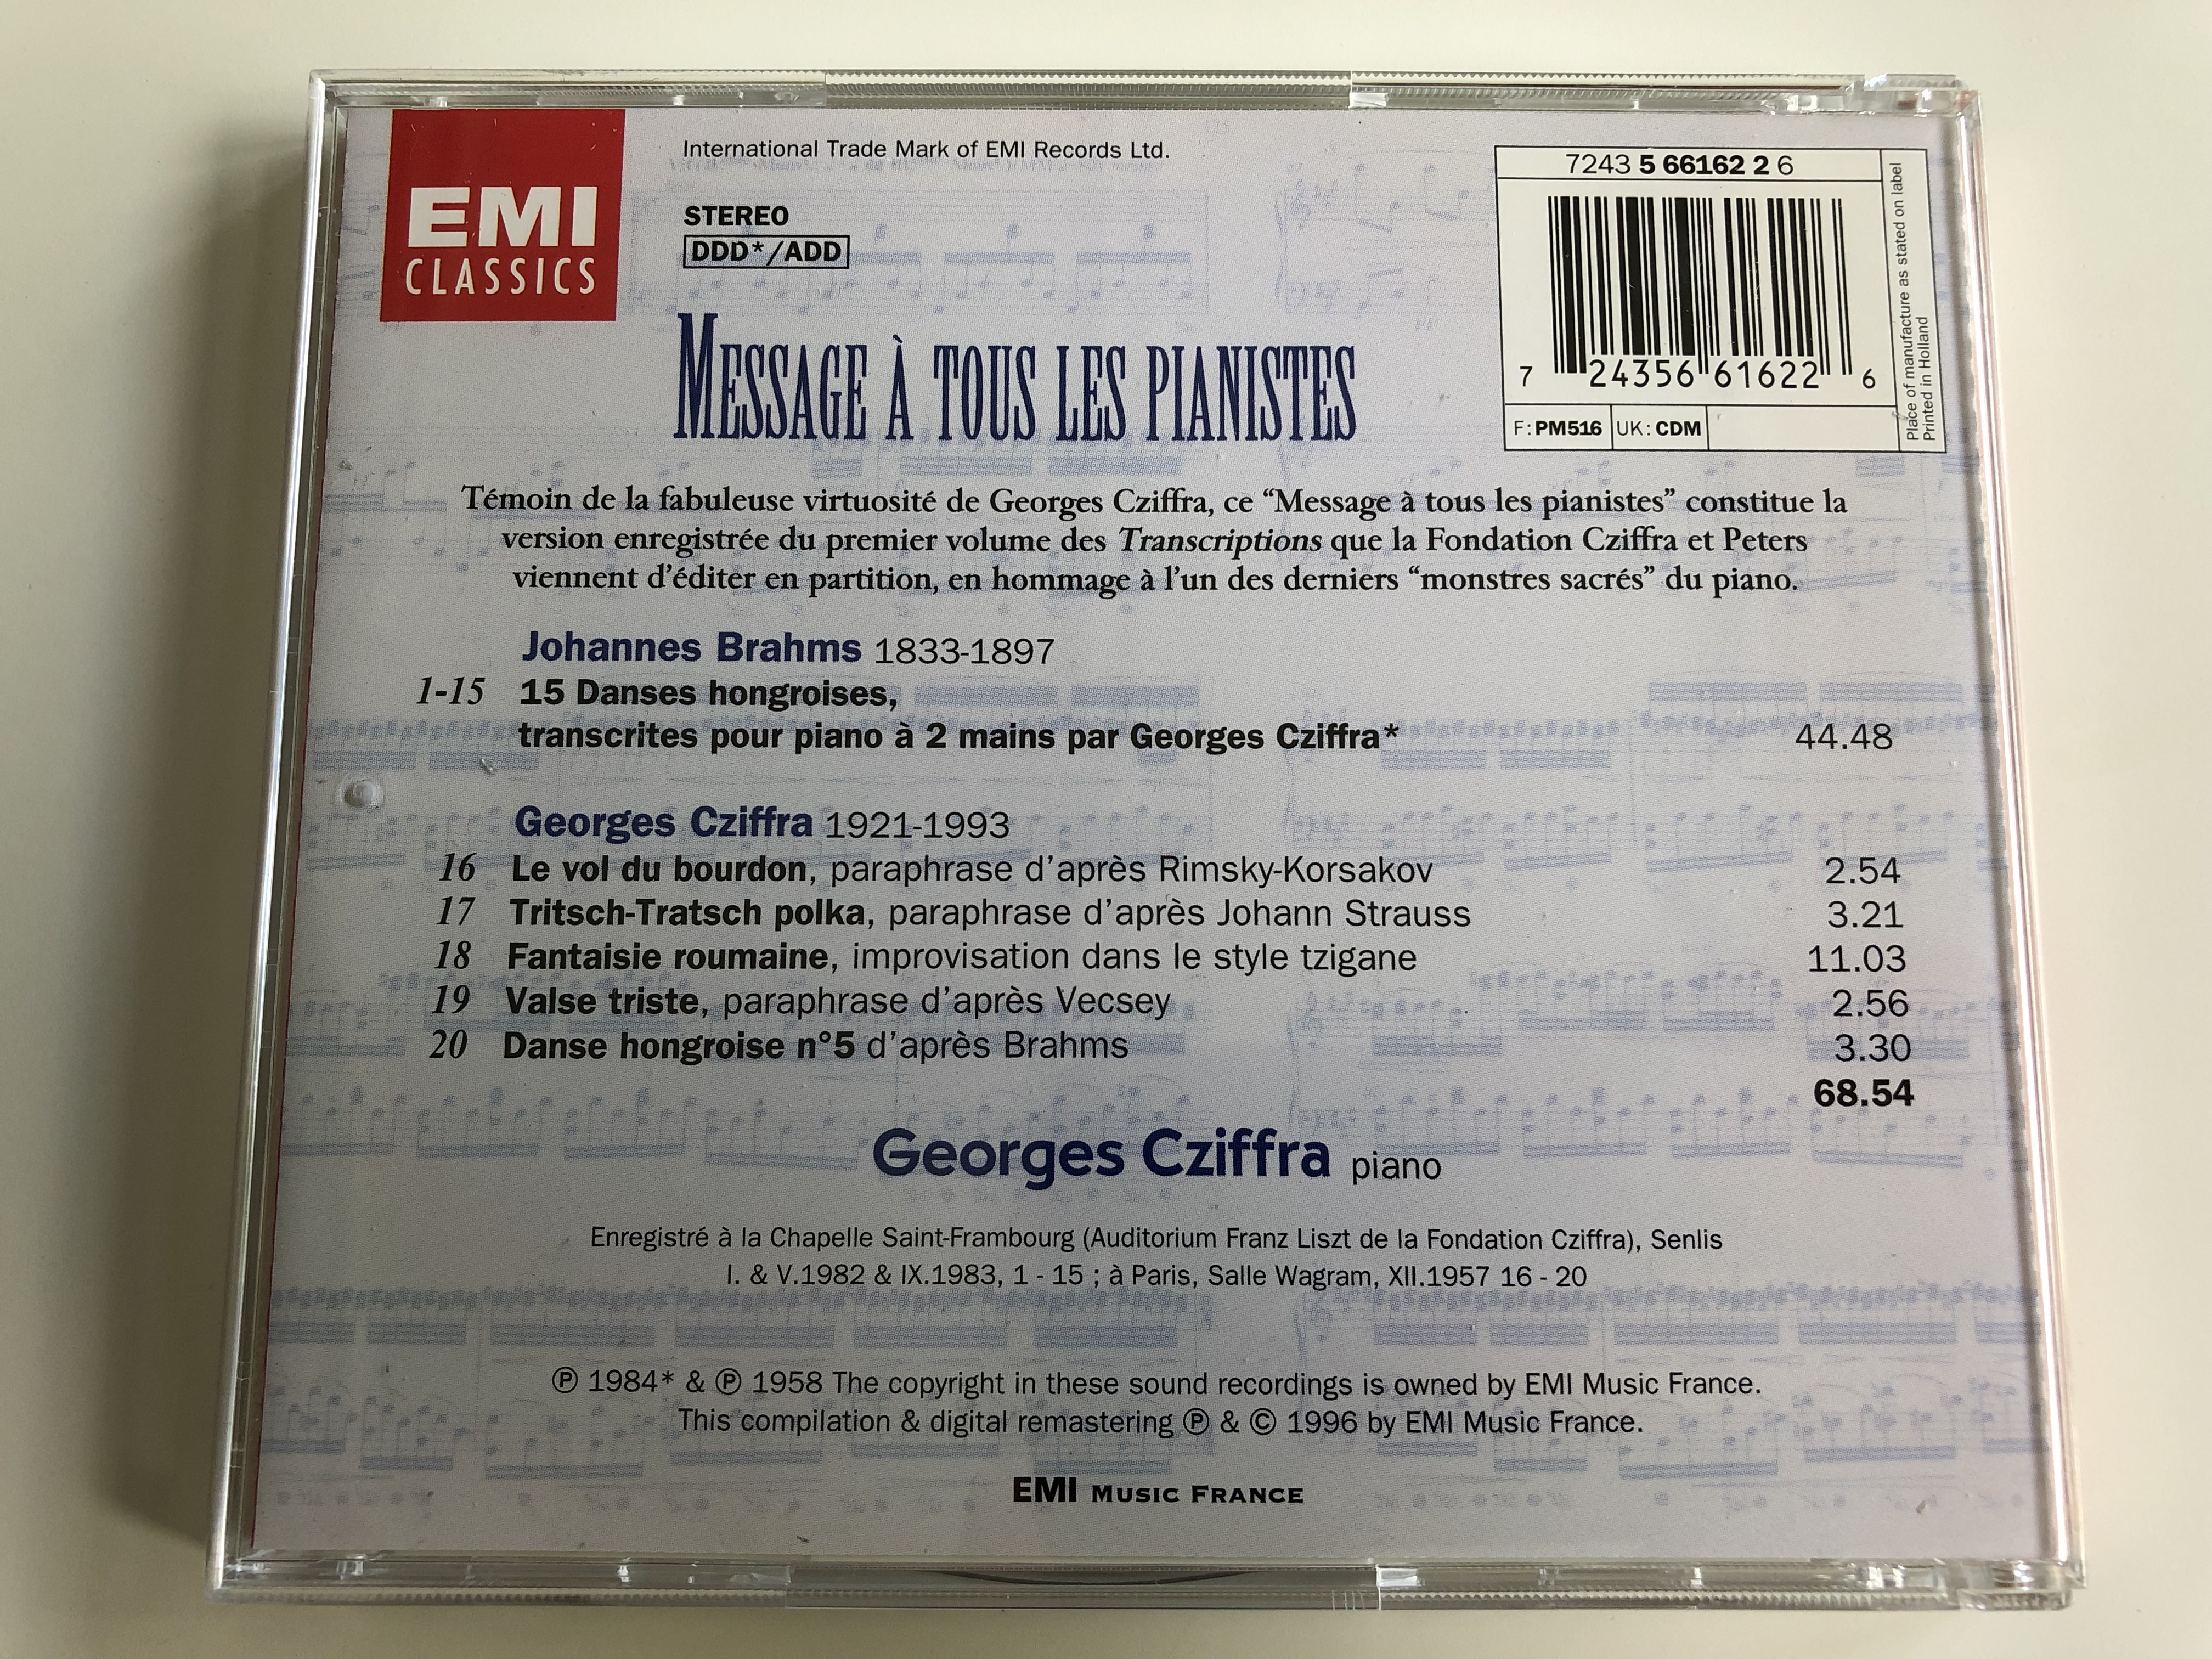 EMI
CLASSICS
International Trade Mark of EMI Records Ltd.
STEREO
DDD*/ADD
7243 5 66162 2 6
7 24356 61622 6
F: PM516 UK: CDM
Place of manufacture as stated on label
Printed in Holland
MESSAGE À TOUS LES PIANISTES
Témoin de la fabuleuse virtuosité de Georges Cziffra, ce “Message à tous les pianistes” constitue la
version enregistrée du premier volume des Transcriptions que la Fondation Cziffra et Peters
viennent d’éditer en partition, en hommage à l’un des derniers “monstres sacrés” du piano.
Johannes Brahms 1833-1897
1-15 15 Danses hongroises,
transcrites pour piano à 2 mains par Georges Cziffra* 44.48
Georges Cziffra 1921-1993
16 Le vol du bourdon, paraphrase d’après Rimsky-Korsakov 2.54
17 Tritsch-Tratsch polka, paraphrase d’après Johann Strauss 3.21
18 Fantaisie roumaine, improvisation dans le style tzigane 11.03
19 Valse triste, paraphrase d’après Vecsey 2.56
20 Danse hongroise n°5 d’après Brahms 3.30
68.54
Georges Cziffra piano
Enregistré à la Chapelle Saint-Frambourg (Auditorium Franz Liszt de la Fondation Cziffra), Senlis
I. & V.1982 & IX.1983, 1 - 15 ; à Paris, Salle Wagram, XII.1957 16 - 20
℗ 1984* & ℗ 1958 The copyright in these sound recordings is owned by EMI Music France.
This compilation & digital remastering ℗ & © 1996 by EMI Music France.
EMI MUSIC FRANCE